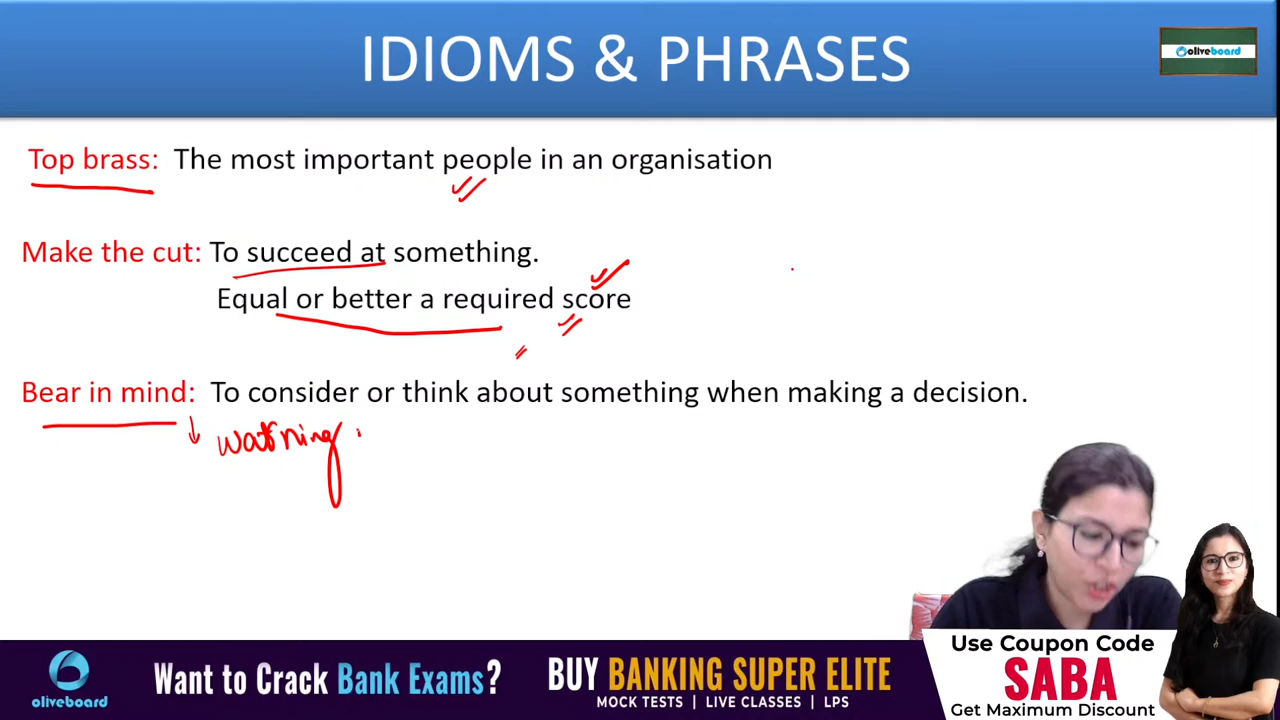 IDIOMS & PHRASES
oliveboard
Top brass: The most important people in an organisation
Make the cut: To succeed at something.
Equal or better a required score
Bear in mind: To consider or think about something when making a decision.
warning
oliveboard
Want to Crack Bank Exams?
BUY BANKING SUPER ELITE
MOCK TESTS | LIVE CLASSES | LPS
Use Coupon Code
SABA
Get Maximum Discount